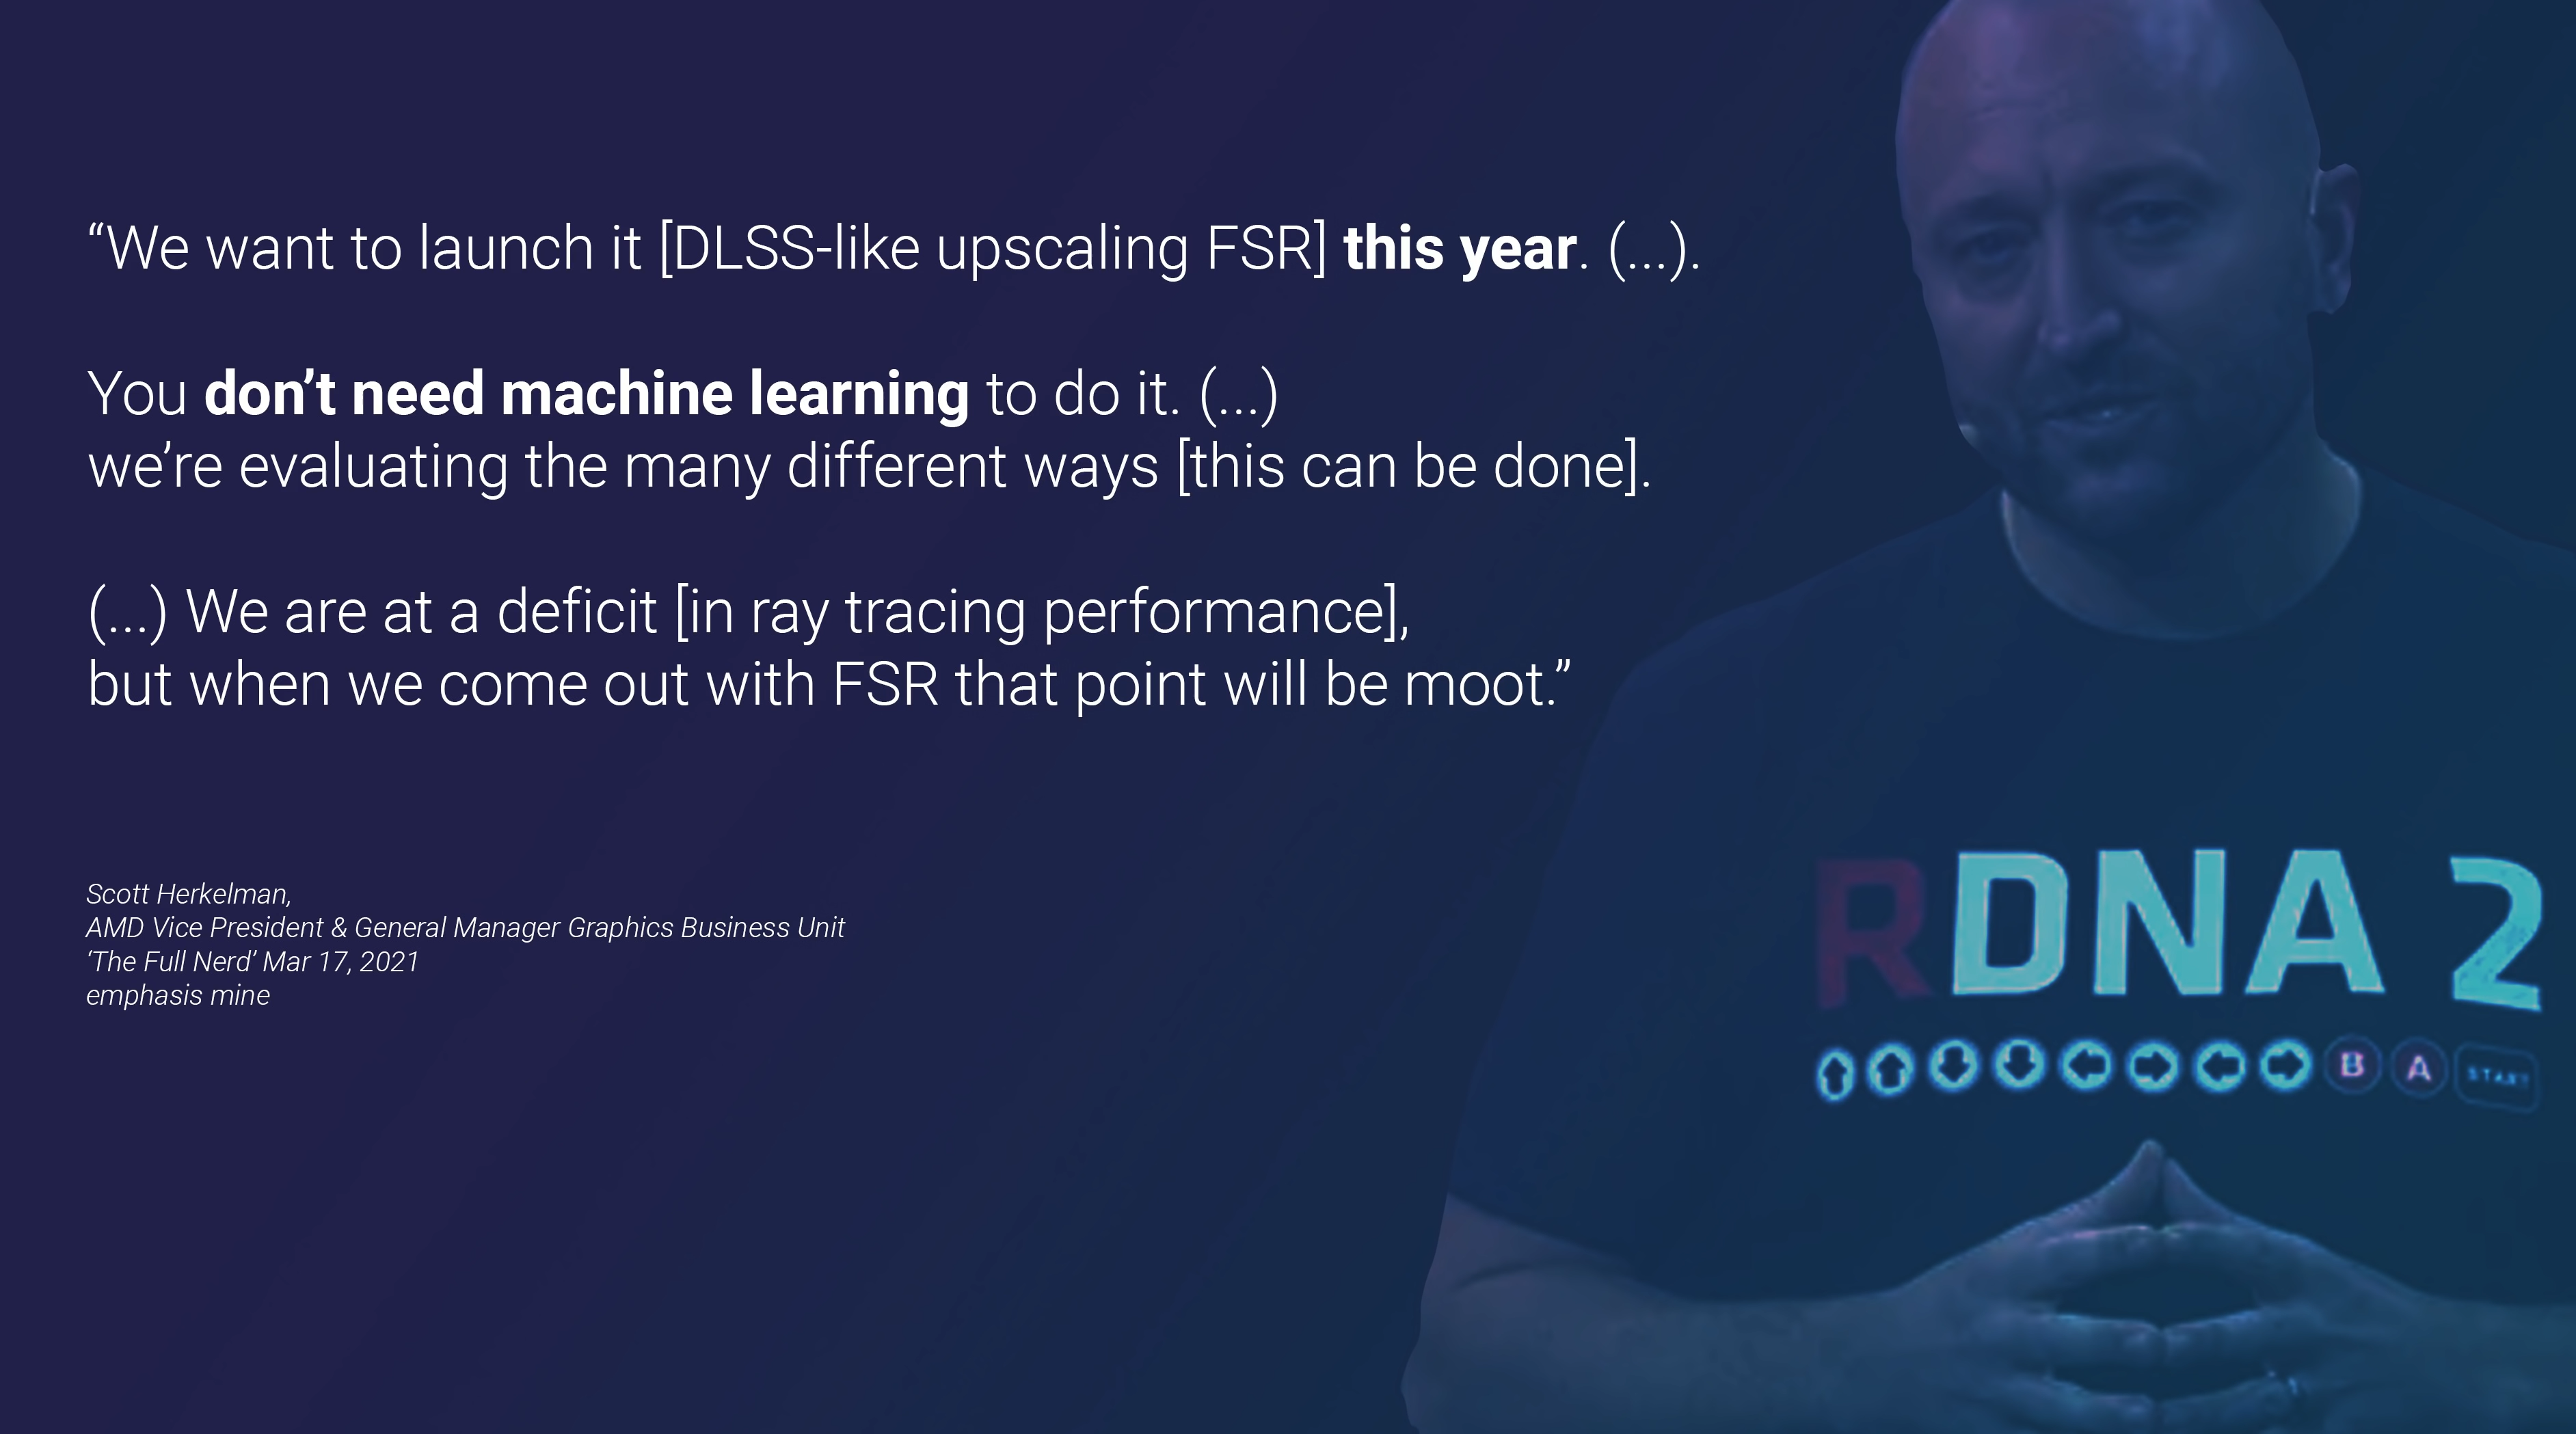 “We want to launch it [DLSS-like upscaling FSR] this year. (...).
You don’t need machine learning to do it. (...)
we’re evaluating the many different ways [this can be done].
(...) We are at a deficit [in ray tracing performance],
but when we come out with FSR that point will be moot.”
Scott Herkelman,
AMD Vice President & General Manager Graphics Business Unit
‘The Full Nerd’ Mar 17, 2021
emphasis mine
RDNA 2
B A START